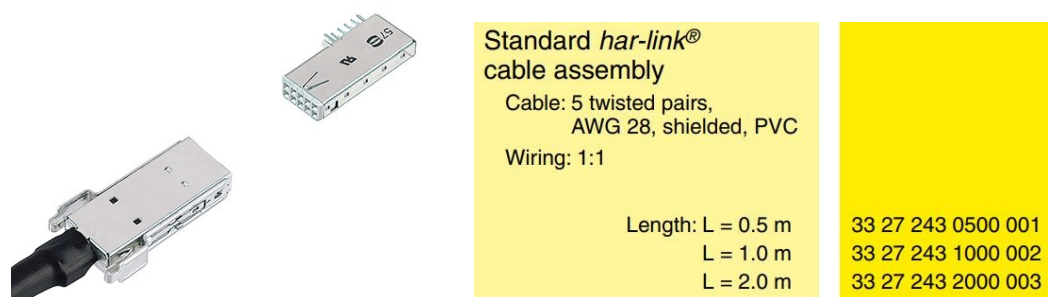 57
Standard har-link®
cable assembly
Cable: 5 twisted pairs,
AWG 28, shielded, PVC
Wiring: 1:1
Length: L = 0.5 m 33 27 243 0500 001
L = 1.0 m 33 27 243 1000 002
L = 2.0 m 33 27 243 2000 003